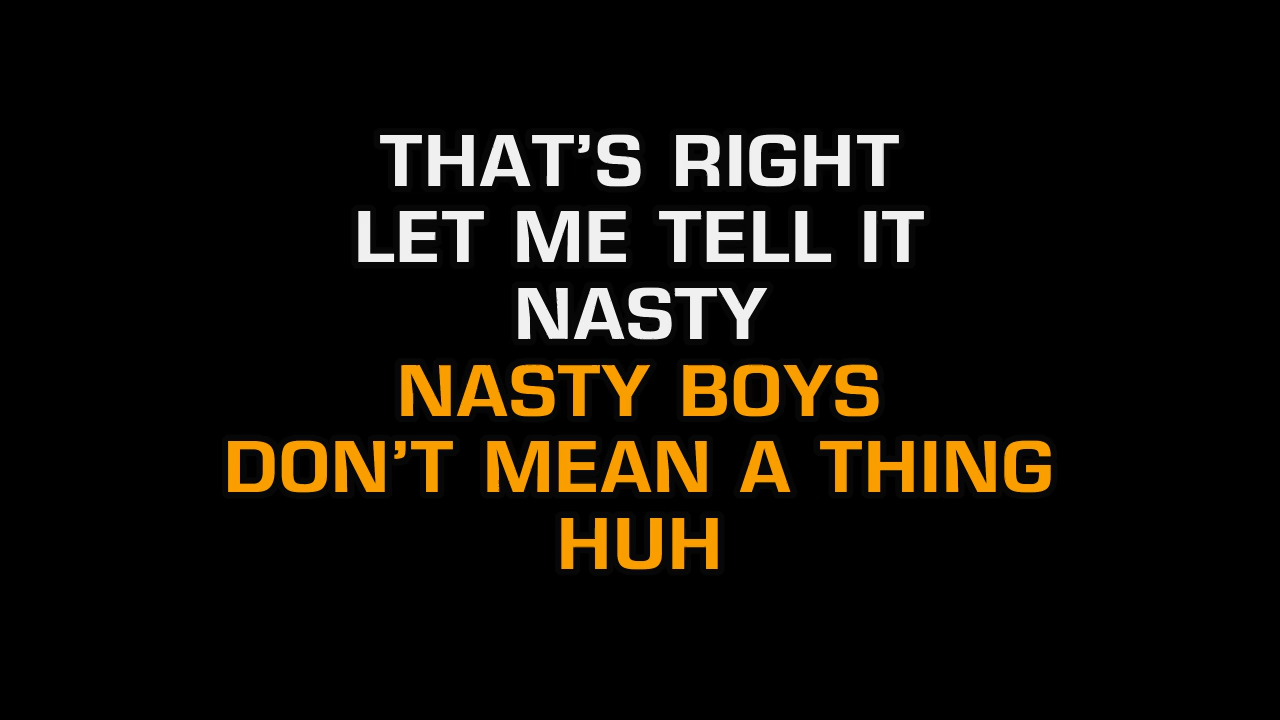 THAT’S RIGHT
LET ME TELL IT
NASTY
NASTY BOYS
DON’T MEAN A THING
HUH